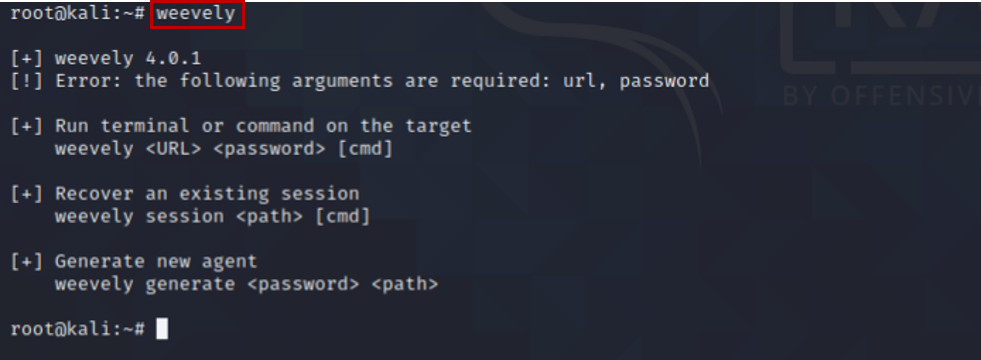 root@kali:~# weevely
[+] weevely 4.0.1
[!] Error: the following arguments are required: url, password
[+] Run terminal or command on the target
weevely <URL> <password> [cmd]
[+] Recover an existing session
weevely session <path> [cmd]
[+] Generate new agent
weevely generate <password> <path>
root@kali:~#
BY OFFENSIV